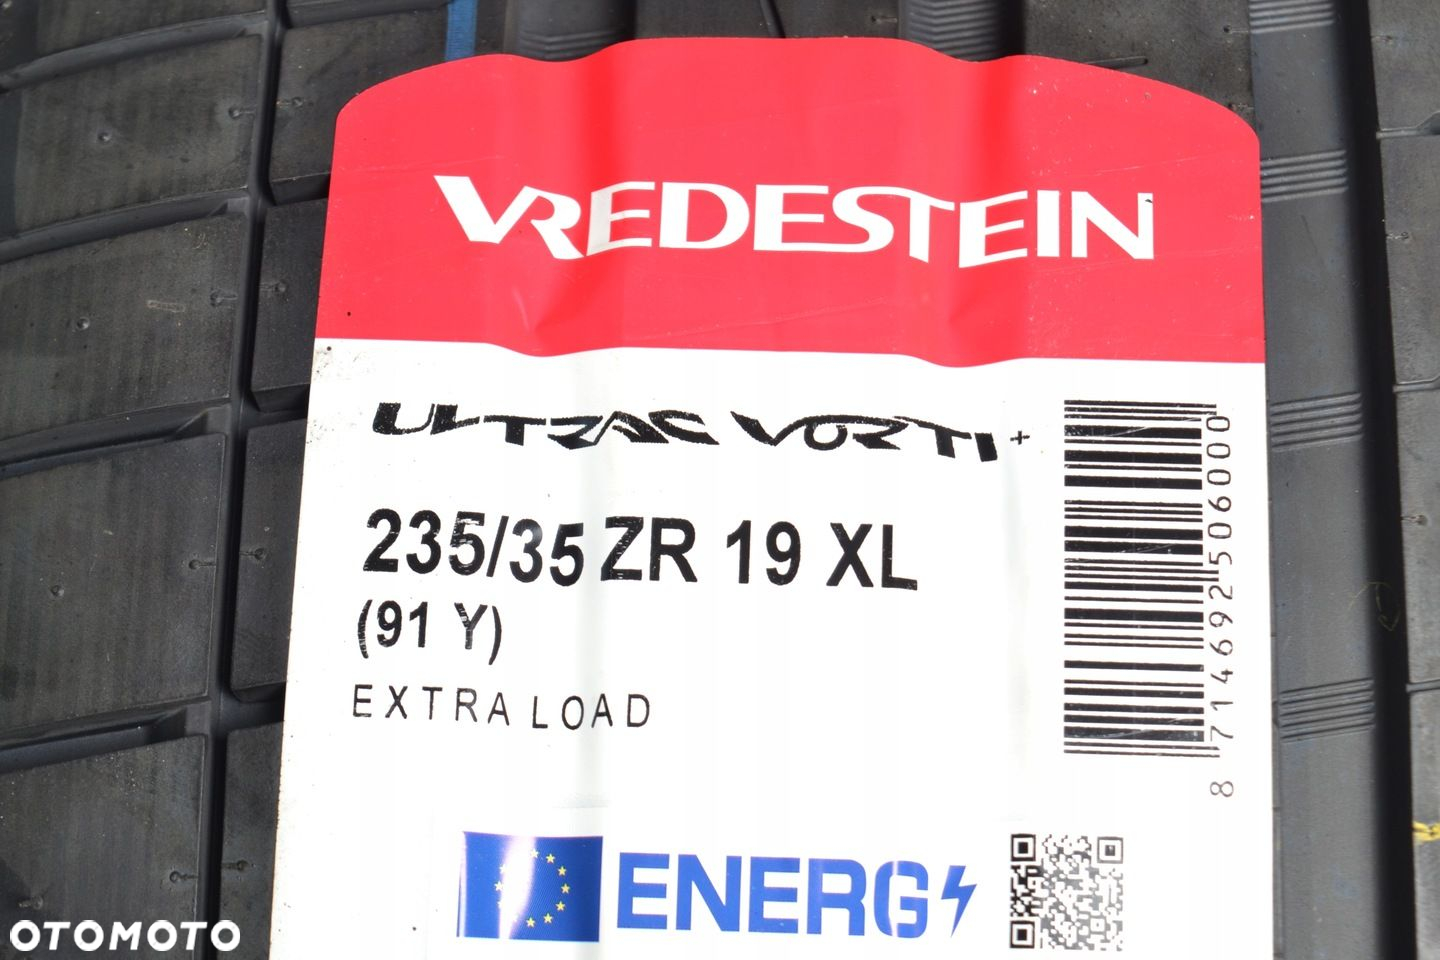 VREDESTEIN
ULTRAC VORTI+
235/35 ZR 19 XL
(91 Y)
EXTRA LOAD
8 714692 506000
ENERG
OTOMOTO